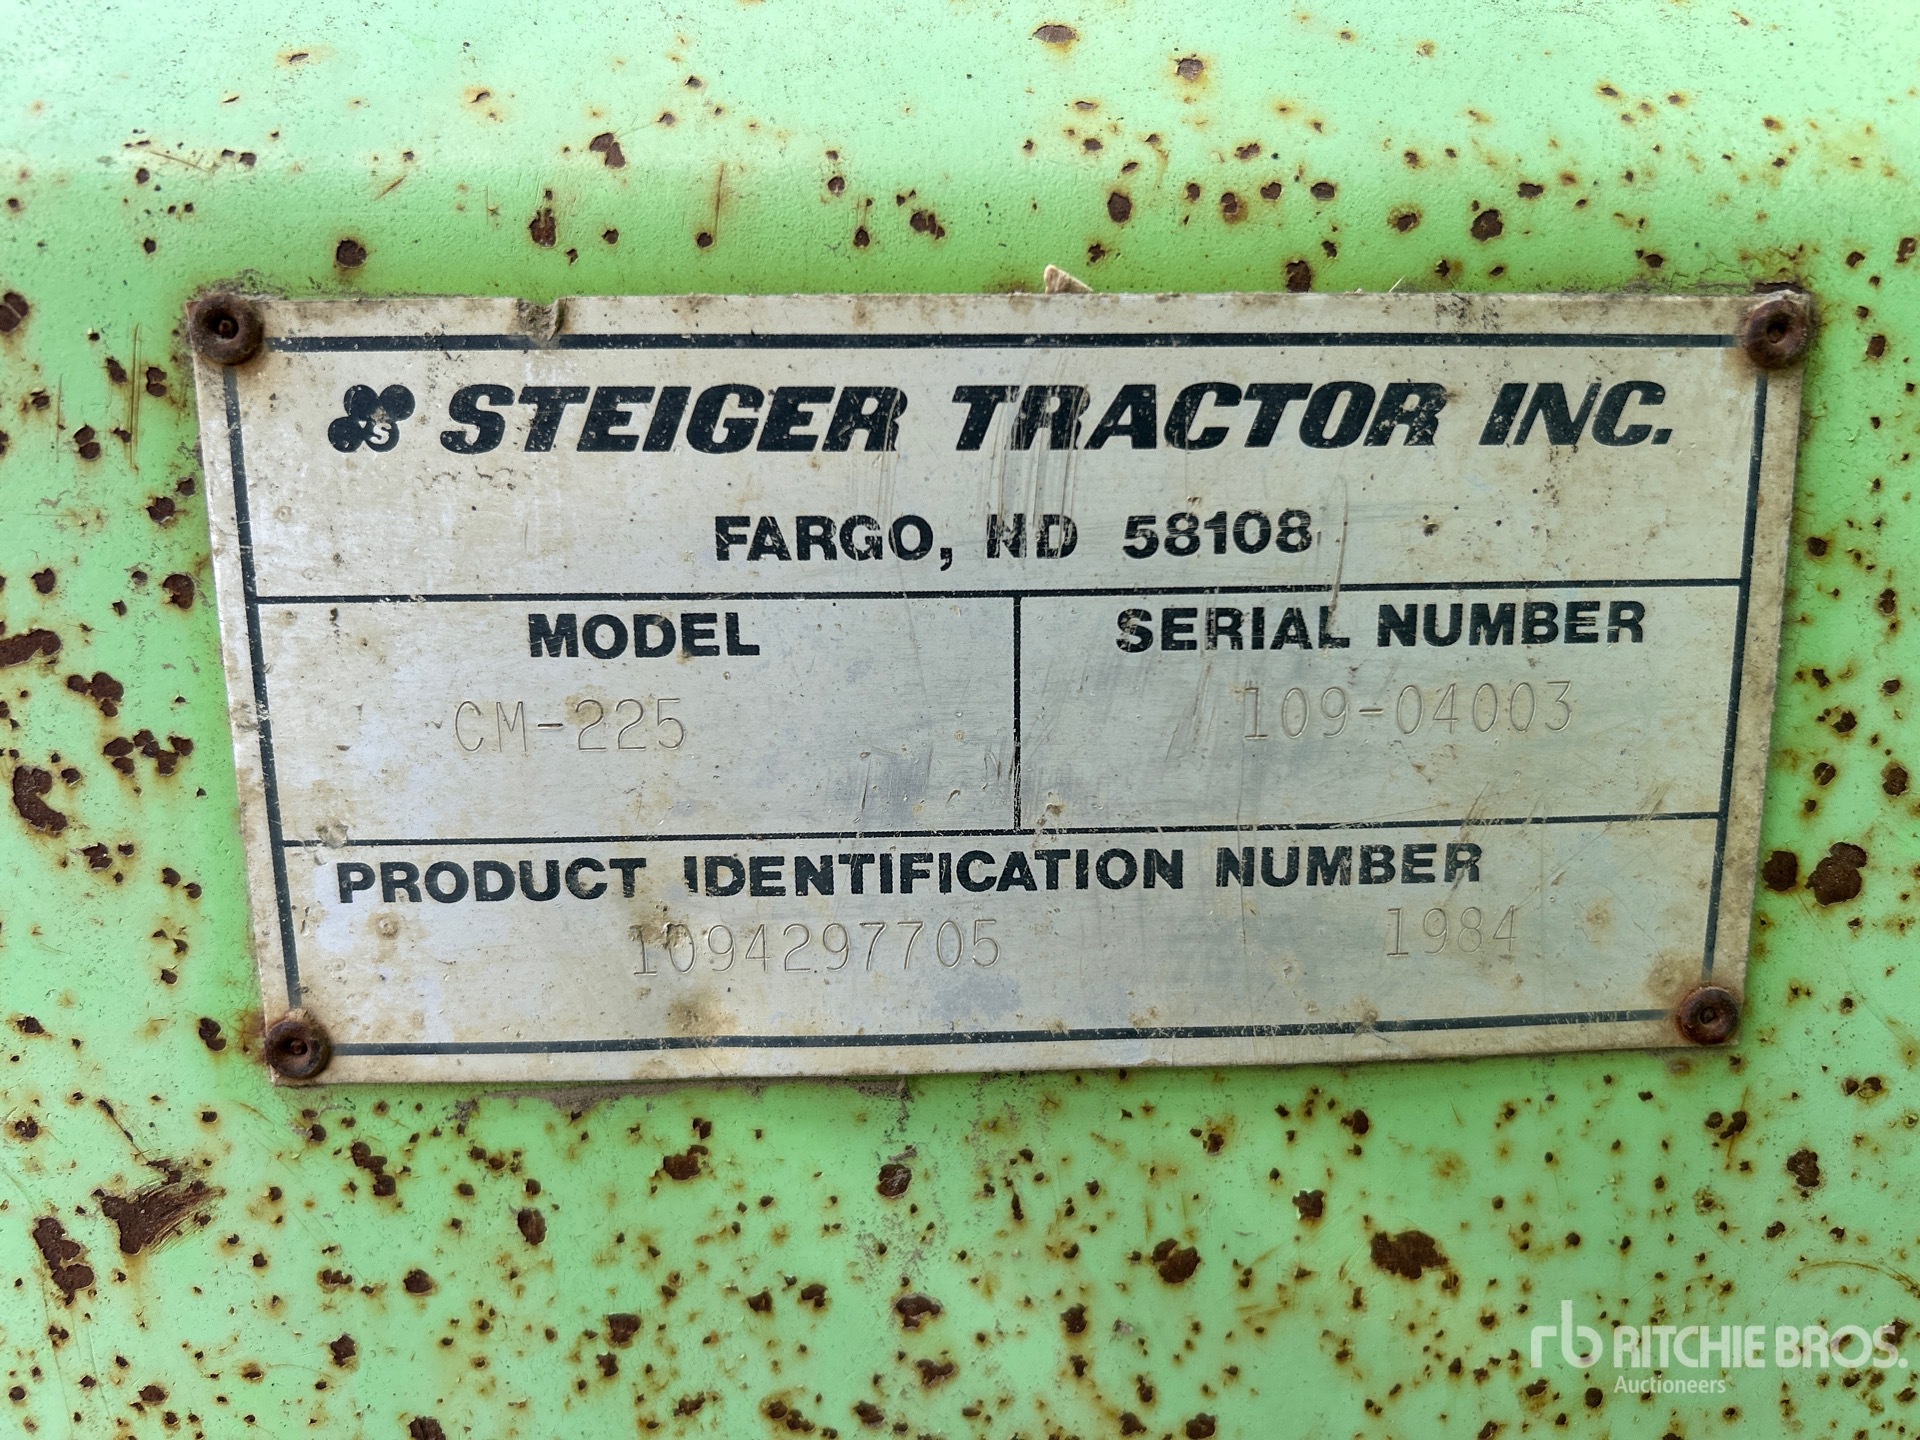 S STEIGER TRACTOR INC.
FARGO, ND 58108
MODEL
CM-225
SERIAL NUMBER
109-04003
PRODUCT IDENTIFICATION NUMBER
1094297705 1984
rb RITCHIE BROS.
Auctioneers